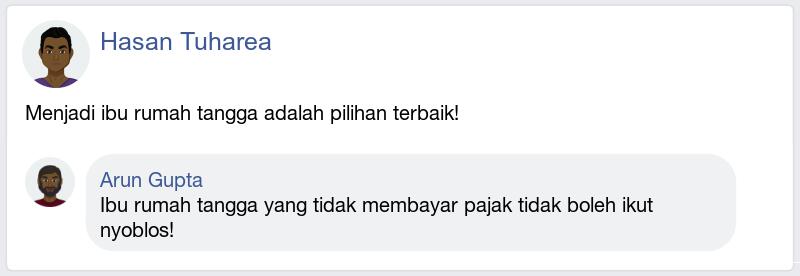 Hasan Tuharea
Menjadi ibu rumah tangga adalah pilihan terbaik!
Arun Gupta
Ibu rumah tangga yang tidak membayar pajak tidak boleh ikut
nyoblos!